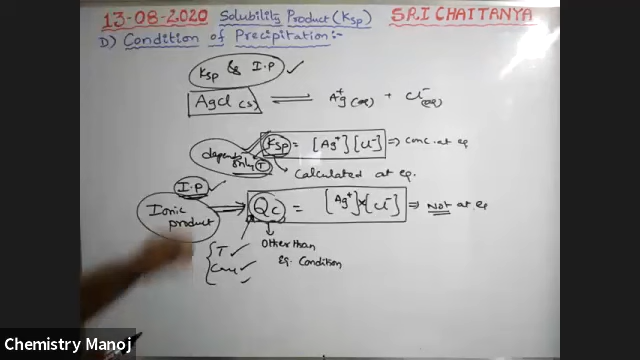 13-08-2020 Solubility Product (Ksp) SRI CHAITANYA
D) Condition of Precipitation:-
Ksp & I.P ✓
AgCl (s) ⇌ Ag⁺(aq) + Cl⁻(aq)
depends only T
Ksp = [Ag⁺][Cl⁻] ⇒ conc. at eq
Calculated at eq.
I.P ✓
Ionic product
Qc = [Ag⁺]×[Cl⁻] ⇒ Not at eq
T ✓
Conc ✓
✓
Other than
Eq. Condition
Chemistry Manoj